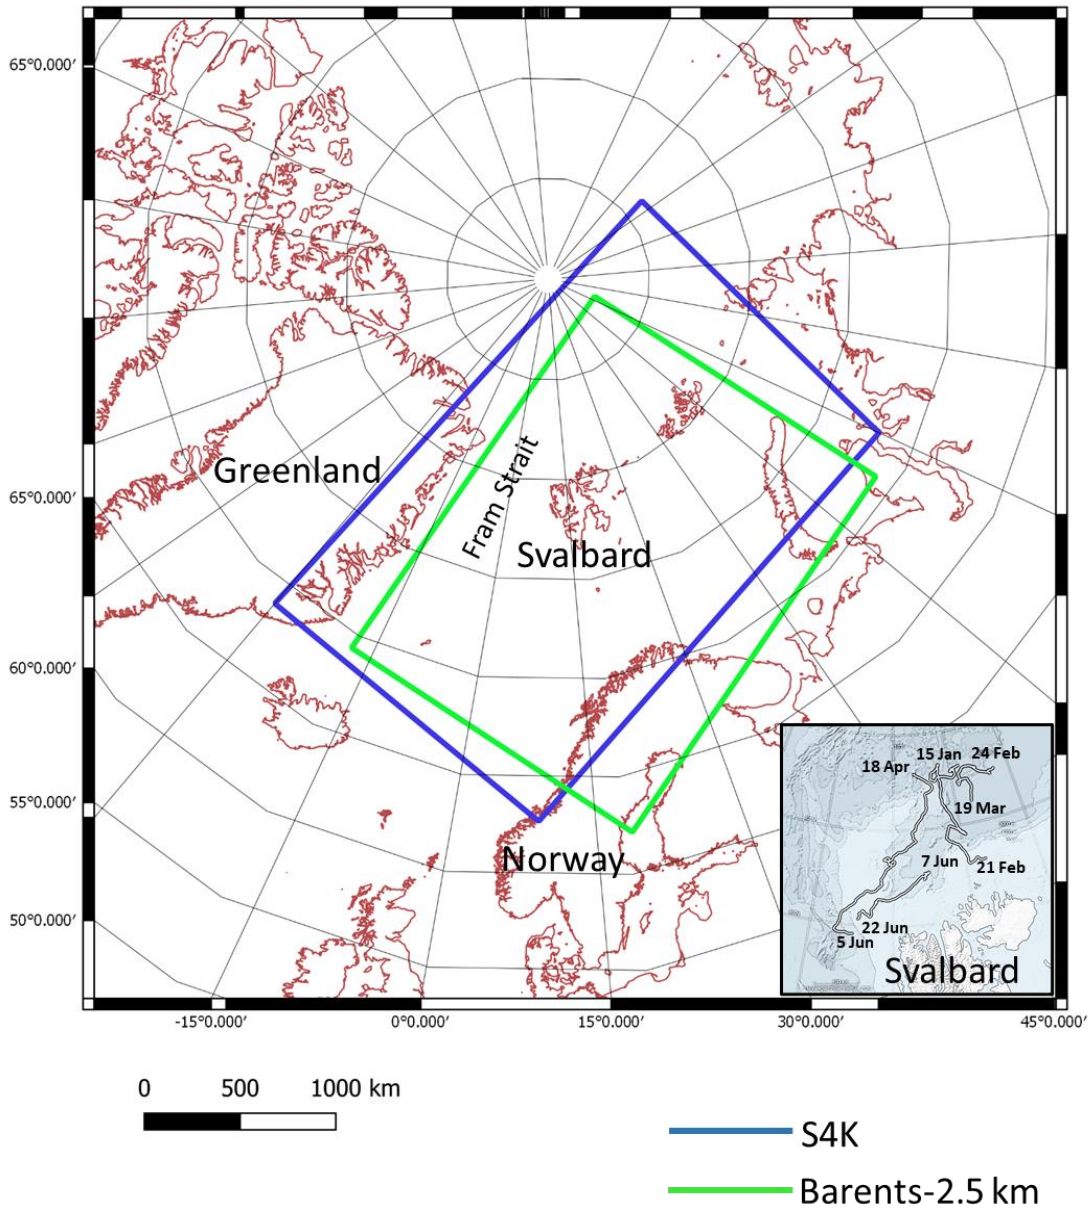 65°0.000′
Greenland
Fram Strait
65°0.000′
Svalbard
60°0.000′
55°0.000′
Norway
50°0.000′
15 Jan
24 Feb
18 Apr
19 Mar
7 Jun
21 Feb
22 Jun
5 Jun
Svalbard
-15°0.000′
0°0.000′
15°0.000′
30°0.000′
45°0.000′
0
500
1000 km
S4K
Barents-2.5 km